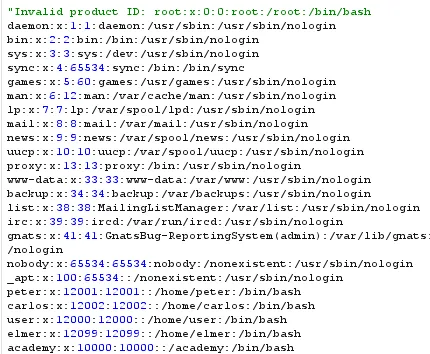 "Invalid product ID: root:x:0:0:root:/root:/bin/bash
daemon:x:1:1:daemon:/usr/sbin:/usr/sbin/nologin
bin:x:2:2:bin:/bin:/usr/sbin/nologin
sys:x:3:3:sys:/dev:/usr/sbin/nologin
sync:x:4:65534:sync:/bin:/bin/sync
games:x:5:60:games:/usr/games:/usr/sbin/nologin
man:x:6:12:man:/var/cache/man:/usr/sbin/nologin
lp:x:7:7:lp:/var/spool/lpd:/usr/sbin/nologin
mail:x:8:8:mail:/var/mail:/usr/sbin/nologin
news:x:9:9:news:/var/spool/news:/usr/sbin/nologin
uucp:x:10:10:uucp:/var/spool/uucp:/usr/sbin/nologin
proxy:x:13:13:proxy:/bin:/usr/sbin/nologin
www-data:x:33:33:www-data:/var/www:/usr/sbin/nologin
backup:x:34:34:backup:/var/backups:/usr/sbin/nologin
list:x:38:38:MailingListManager:/var/list:/usr/sbin/nologin
irc:x:39:39:ircd:/var/run/ircd:/usr/sbin/nologin
gnats:x:41:41:GnatsBug-ReportingSystem(admin):/var/lib/gnats:
/nologin
nobody:x:65534:65534:nobody:/nonexistent:/usr/sbin/nologin
_apt:x:100:65534::/nonexistent:/usr/sbin/nologin
peter:x:12001:12001::/home/peter:/bin/bash
carlos:x:12002:12002::/home/carlos:/bin/bash
user:x:12000:12000::/home/user:/bin/bash
elmer:x:12099:12099::/home/elmer:/bin/bash
academy:x:10000:10000::/academy:/bin/bash